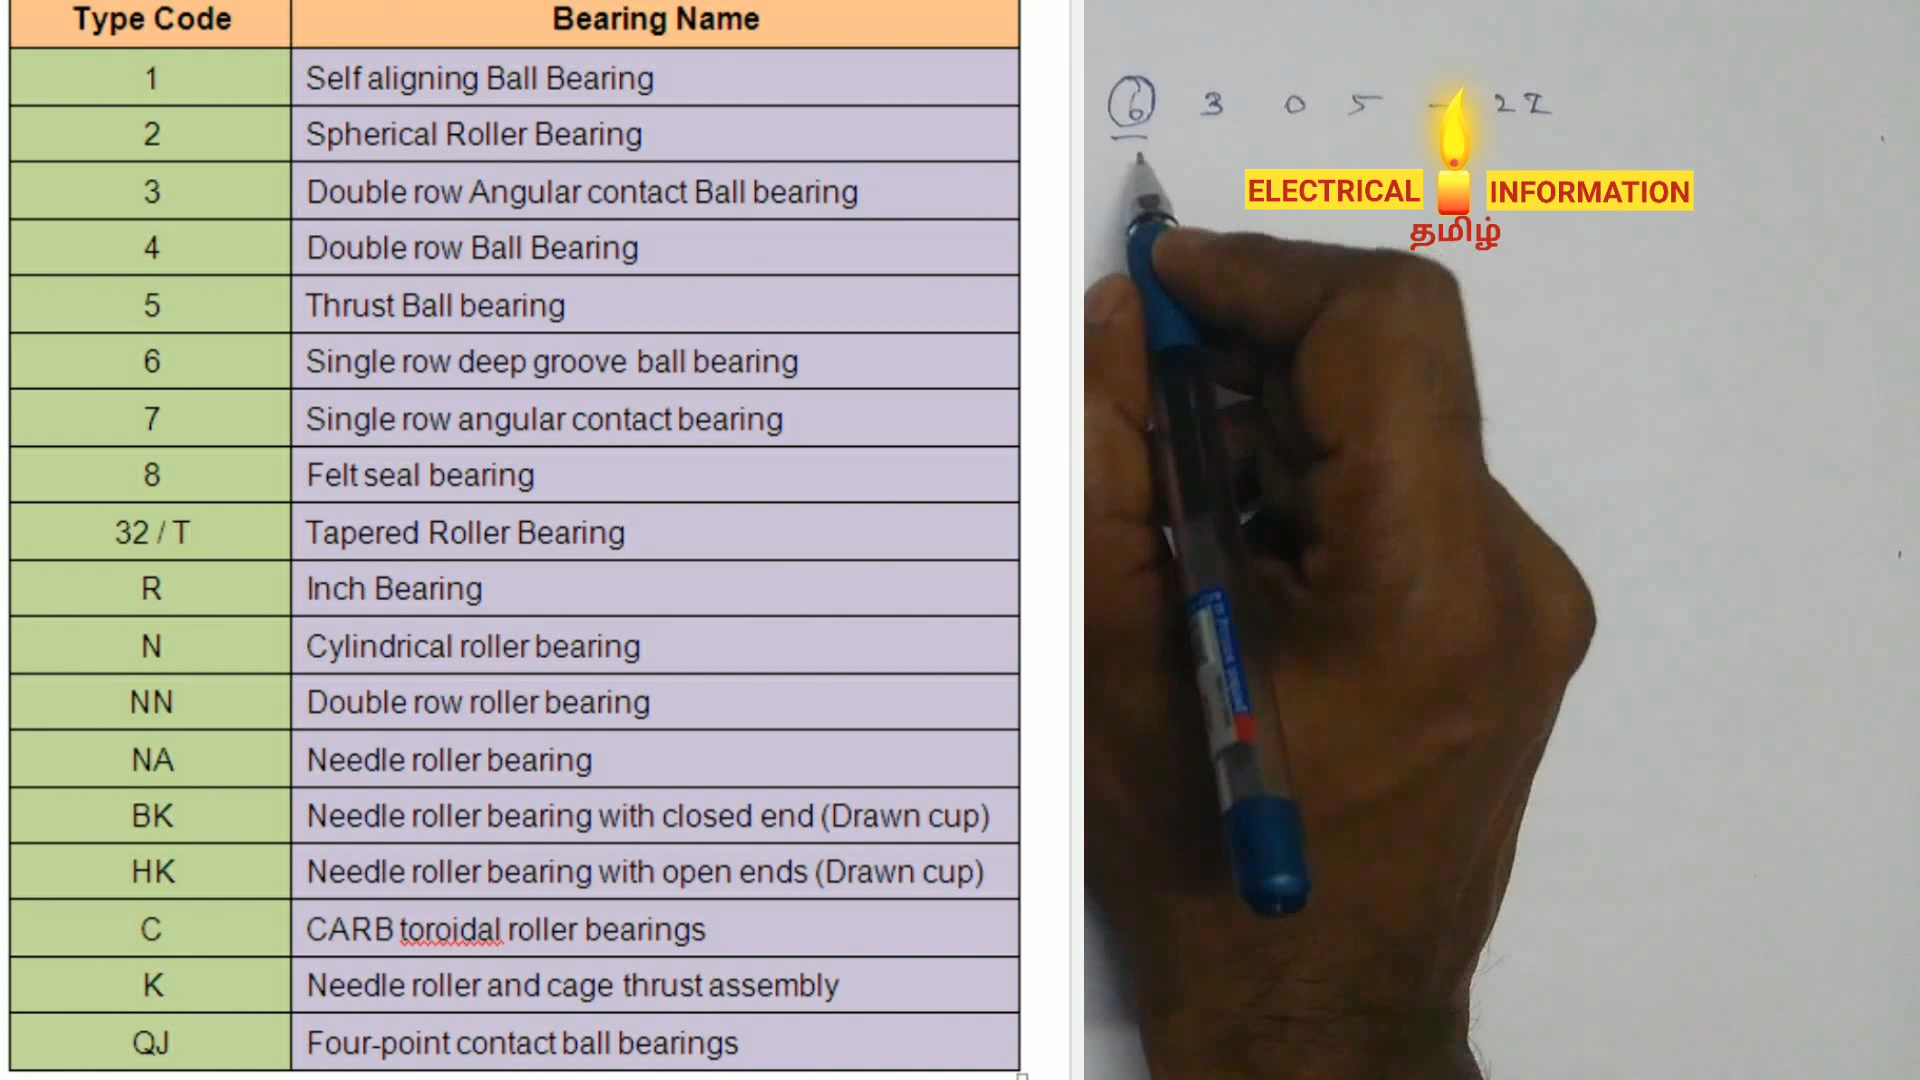 Type Code Bearing Name
1 Self aligning Ball Bearing
2 Spherical Roller Bearing
3 Double row Angular contact Ball bearing
4 Double row Ball Bearing
5 Thrust Ball bearing
6 Single row deep groove ball bearing
7 Single row angular contact bearing
8 Felt seal bearing
32 / T Tapered Roller Bearing
R Inch Bearing
N Cylindrical roller bearing
NN Double row roller bearing
NA Needle roller bearing
BK Needle roller bearing with closed end (Drawn cup)
HK Needle roller bearing with open ends (Drawn cup)
C CARB toroidal roller bearings
K Needle roller and cage thrust assembly
QJ Four-point contact ball bearings
6 3 0 5 - 2Z
ELECTRICAL INFORMATION
தமிழ்